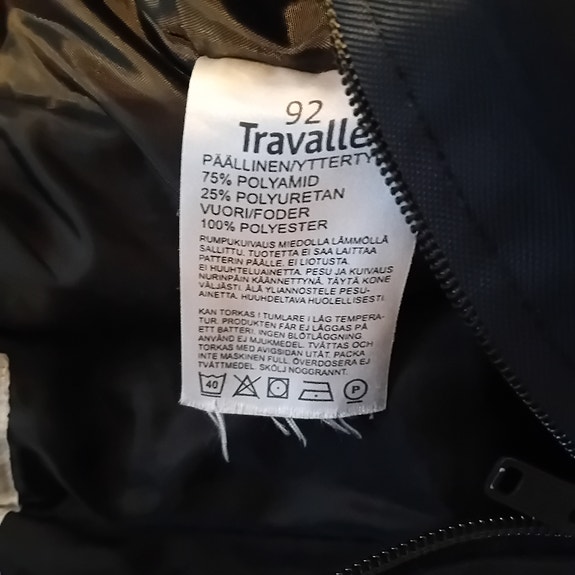 92
Travalle
PÄÄLLINEN/YTTERTY
75% POLYAMID
25% POLYURETAN
VUORI/FODER
100% POLYESTER
RUMPUKUIVAUS MIEDOLLA LÄMMÖLLÄ
SALLITTU. TUOTETTA EI SAA LAITTAA
PATTERIN PÄÄLLE. EI LIOTUSTA.
EI HUUHTELUAINETTA. PESU JA KUIVAUS
NURINPÄIN KÄÄNNETTYNÄ. TÄYTÄ KONE
VÄLJÄSTI. ÄLÄ YLIANNOSTELE PESU-
AINETTA. HUUHDELTAVA HUOLELLISESTI.
KAN TORKAS I TUMLARE I LÅG TEMPERA-
TUR. PRODUKTEN FÅR EJ LÄGGAS PÅ
ETT BATTERI. INGEN BLÖTLÄGGNING.
ANVÄND EJ MJUKMEDEL. TVÄTTAS OCH
TORKAS MED AVIGSIDAN UTÅT. PACKA
INTE MASKINEN FULL. ÖVERDOSERA EJ
TVÄTTMEDEL. SKÖLJ NOGGRANNT.
40 P